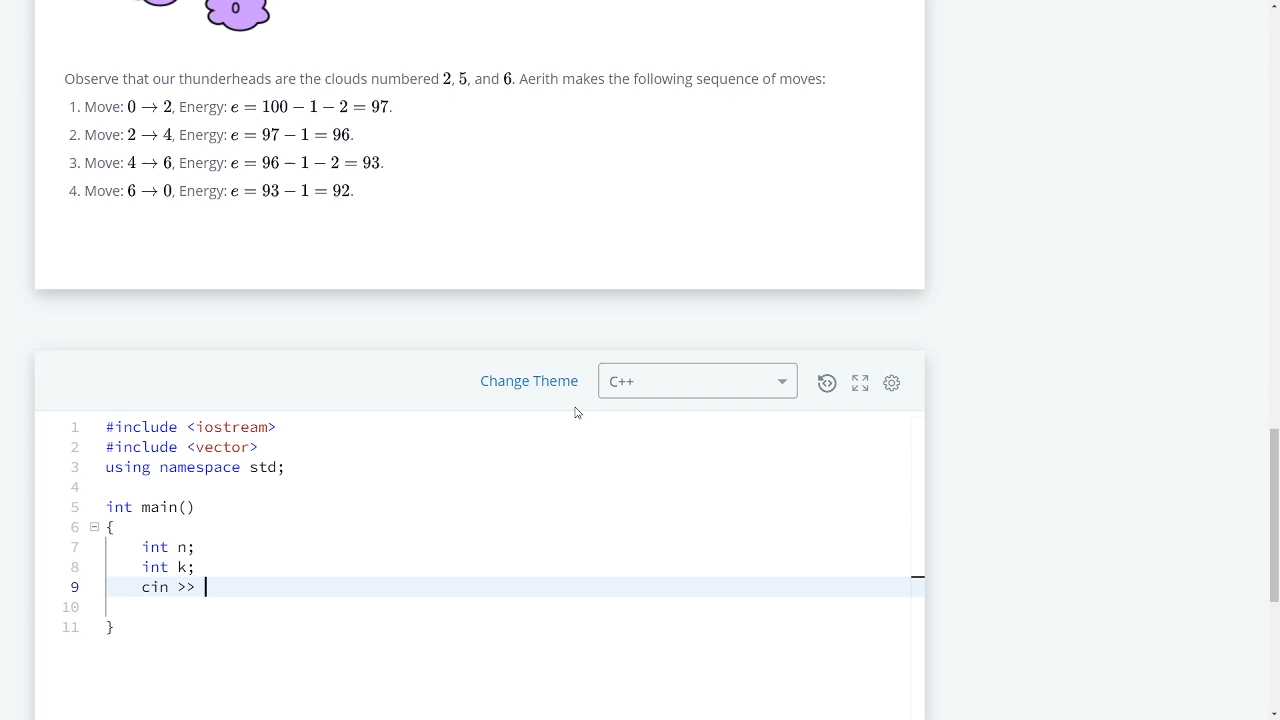 0
Observe that our thunderheads are the clouds numbered 2, 5, and 6. Aerith makes the following sequence of moves:
1. Move: 0 → 2, Energy: e = 100 − 1 − 2 = 97.
2. Move: 2 → 4, Energy: e = 97 − 1 = 96.
3. Move: 4 → 6, Energy: e = 96 − 1 − 2 = 93.
4. Move: 6 → 0, Energy: e = 93 − 1 = 92.
Change Theme C++
1 #include <iostream>
2 #include <vector>
3 using namespace std;
4
5 int main()
6 {
7 int n;
8 int k;
9 cin >>
10
11 }